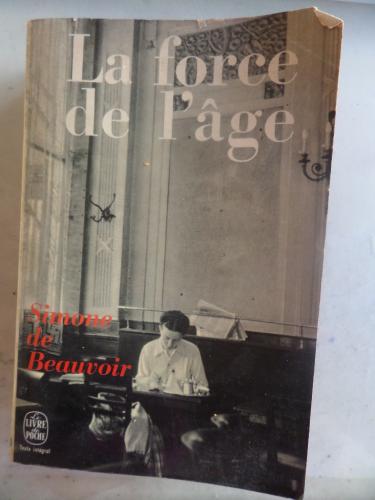 La force
de l'âge
Simone
de
Beauvoir
Le
LIVRE
de
POCHE
Texte intégral